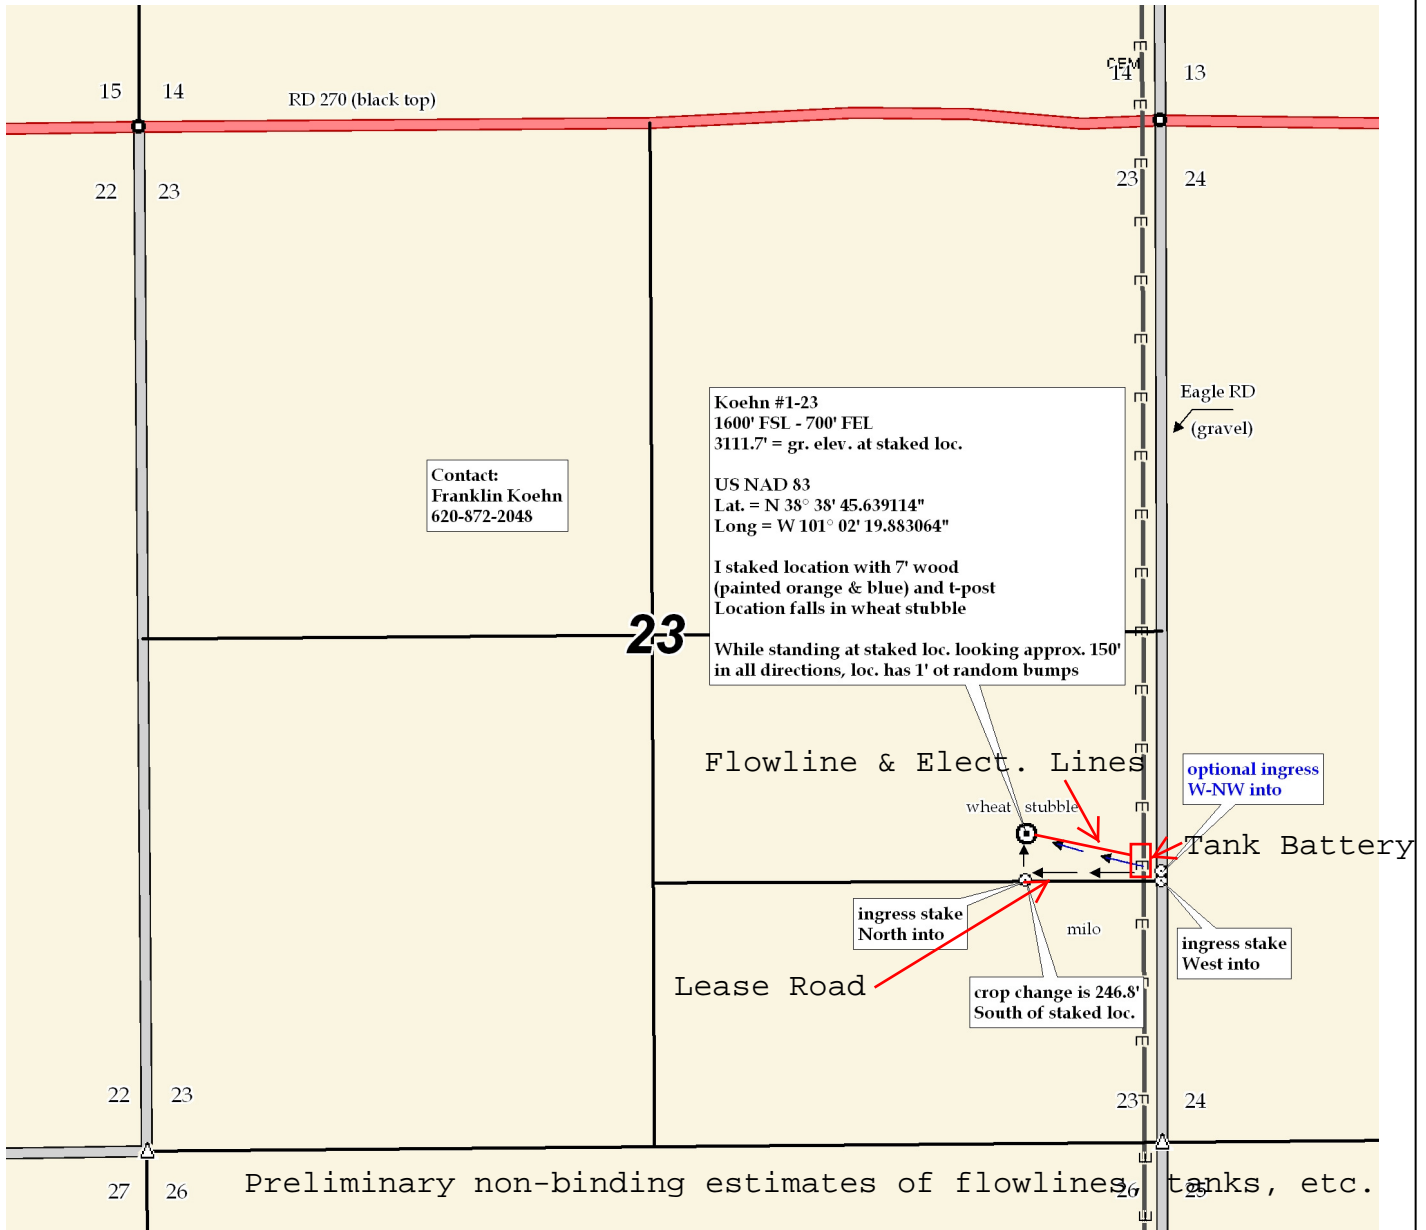 CEM
15 14
14 13
RD 270 (black top)
22 23
23 24
Eagle RD
(gravel)
Koehn #1-23
1600' FSL - 700' FEL
3111.7' = gr. elev. at staked loc.
US NAD 83
Lat. = N 38° 38' 45.639114"
Long = W 101° 02' 19.883064"
I staked location with 7' wood
(painted orange & blue) and t-post
Location falls in wheat stubble
While standing at staked loc. looking approx. 150'
in all directions, loc. has 1' ot random bumps
Contact:
Franklin Koehn
620-872-2048
23
Flowline & Elect. Lines
optional ingress
W-NW into
wheat stubble
Tank Battery
ingress stake
North into
milo
ingress stake
West into
Lease Road
crop change is 246.8'
South of staked loc.
22 23
23 24
27 26
26 25
Preliminary non-binding estimates of flowlines, tanks, etc.
E E E E E E E E E E E E E E E E E E E E E